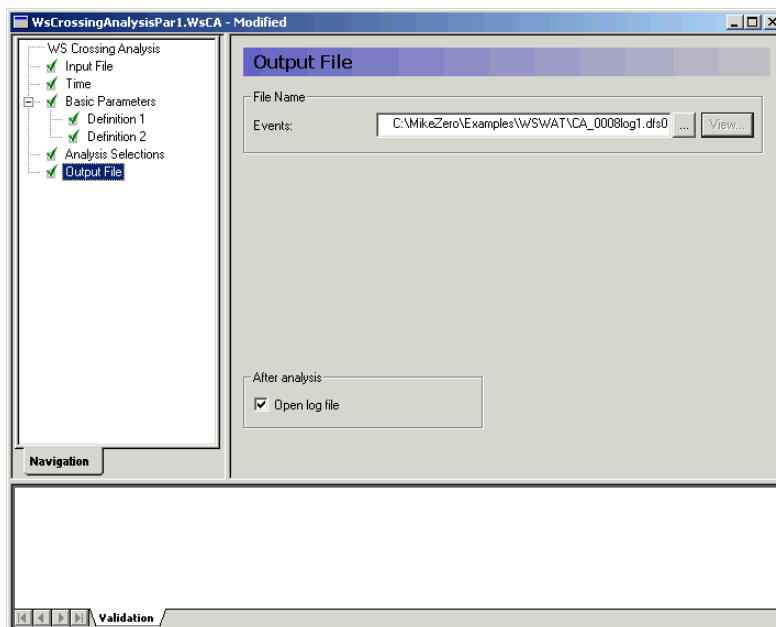 WsCrossingAnalysisPar1.WsCA - Modified
WS Crossing Analysis
Input File
Time
Basic Parameters
Definition 1
Definition 2
Analysis Selections
Output File
Navigation
Output File
File Name
Events:
C:\MikeZero\Examples\WSWAT\CA_0008log1.dfs0
...
View...
After analysis
Open log file
Validation